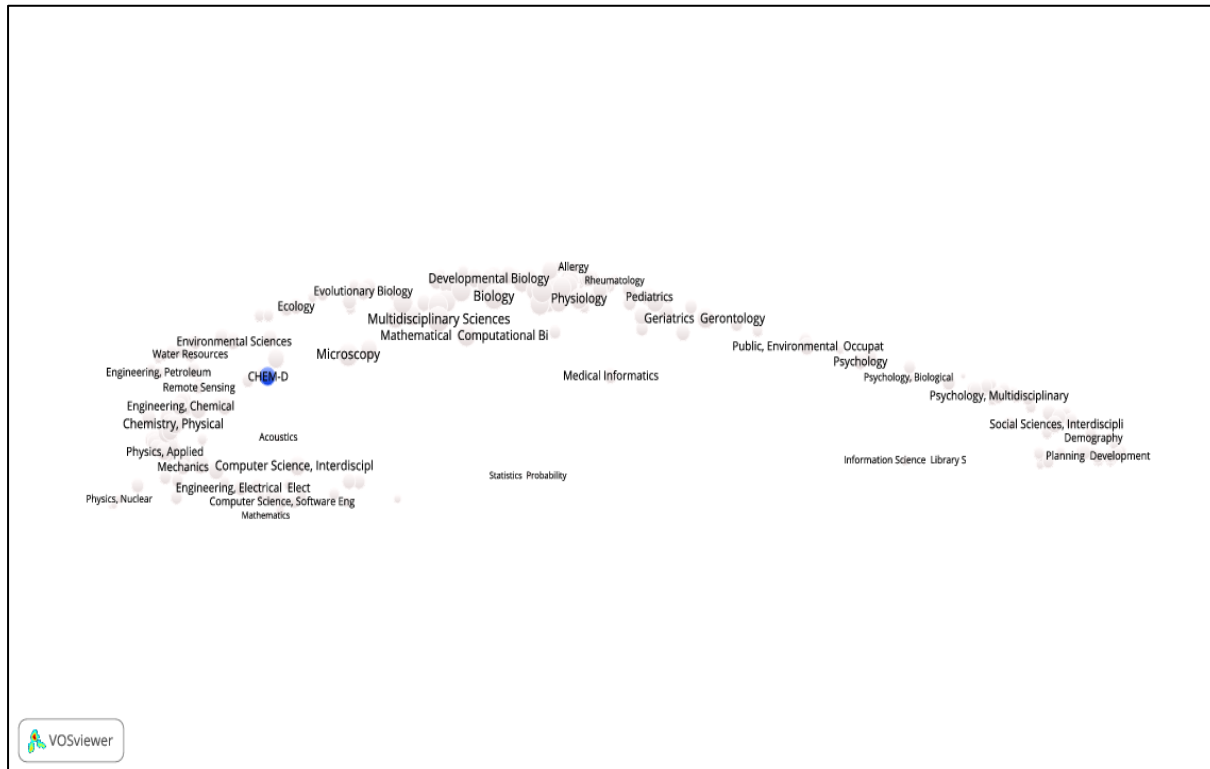 Allergy
Developmental Biology
Rheumatology
Evolutionary Biology
Biology
Physiology
Pediatrics
Ecology
Multidisciplinary Sciences
Geriatrics Gerontology
Mathematical Computational Bi
Environmental Sciences
Public, Environmental Occupat
Water Resources
Microscopy
Psychology
Engineering, Petroleum
CHEM-D
Medical Informatics
Psychology, Biological
Remote Sensing
Psychology, Multidisciplinary
Engineering, Chemical
Chemistry, Physical
Social Sciences, Interdiscipli
Acoustics
Demography
Physics, Applied
Planning Development
Mechanics
Computer Science, Interdiscipl
Information Science Library S
Statistics Probability
Engineering, Electrical Elect
Physics, Nuclear
Computer Science, Software Eng
Mathematics
VOSviewer